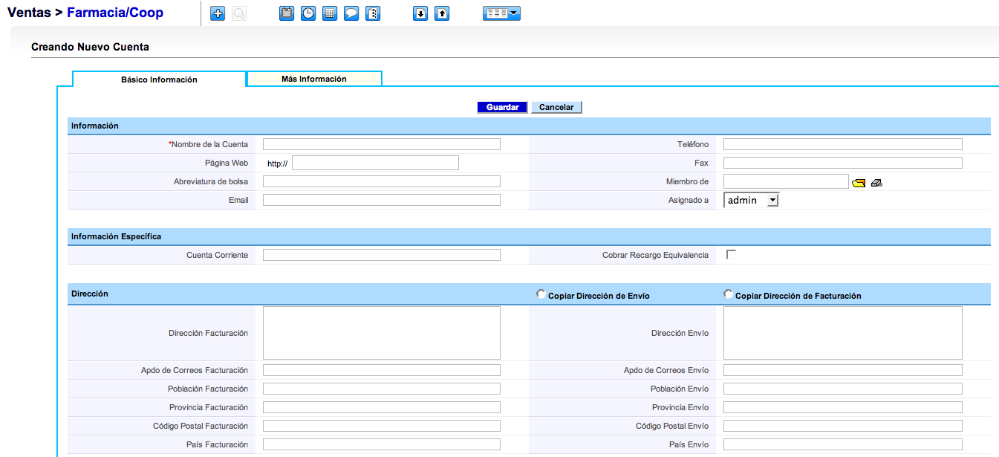 Ventas > Farmacia/Coop
Creando Nuevo Cuenta
Básico Información Más Información
Guardar Cancelar
Información
*Nombre de la Cuenta Teléfono
Página Web http:// Fax
Abreviatura de bolsa Miembro de
Email Asignado a admin
Información Específica
Cuenta Corriente Cobrar Recargo Equivalencia
Dirección Copiar Dirección de Envío Copiar Dirección de Facturación
Dirección Facturación Dirección Envío
Apdo de Correos Facturación Apdo de Correos Envío
Población Facturación Población Envío
Provincia Facturación Provincia Envío
Código Postal Facturación Código Postal Envío
País Facturación País Envío